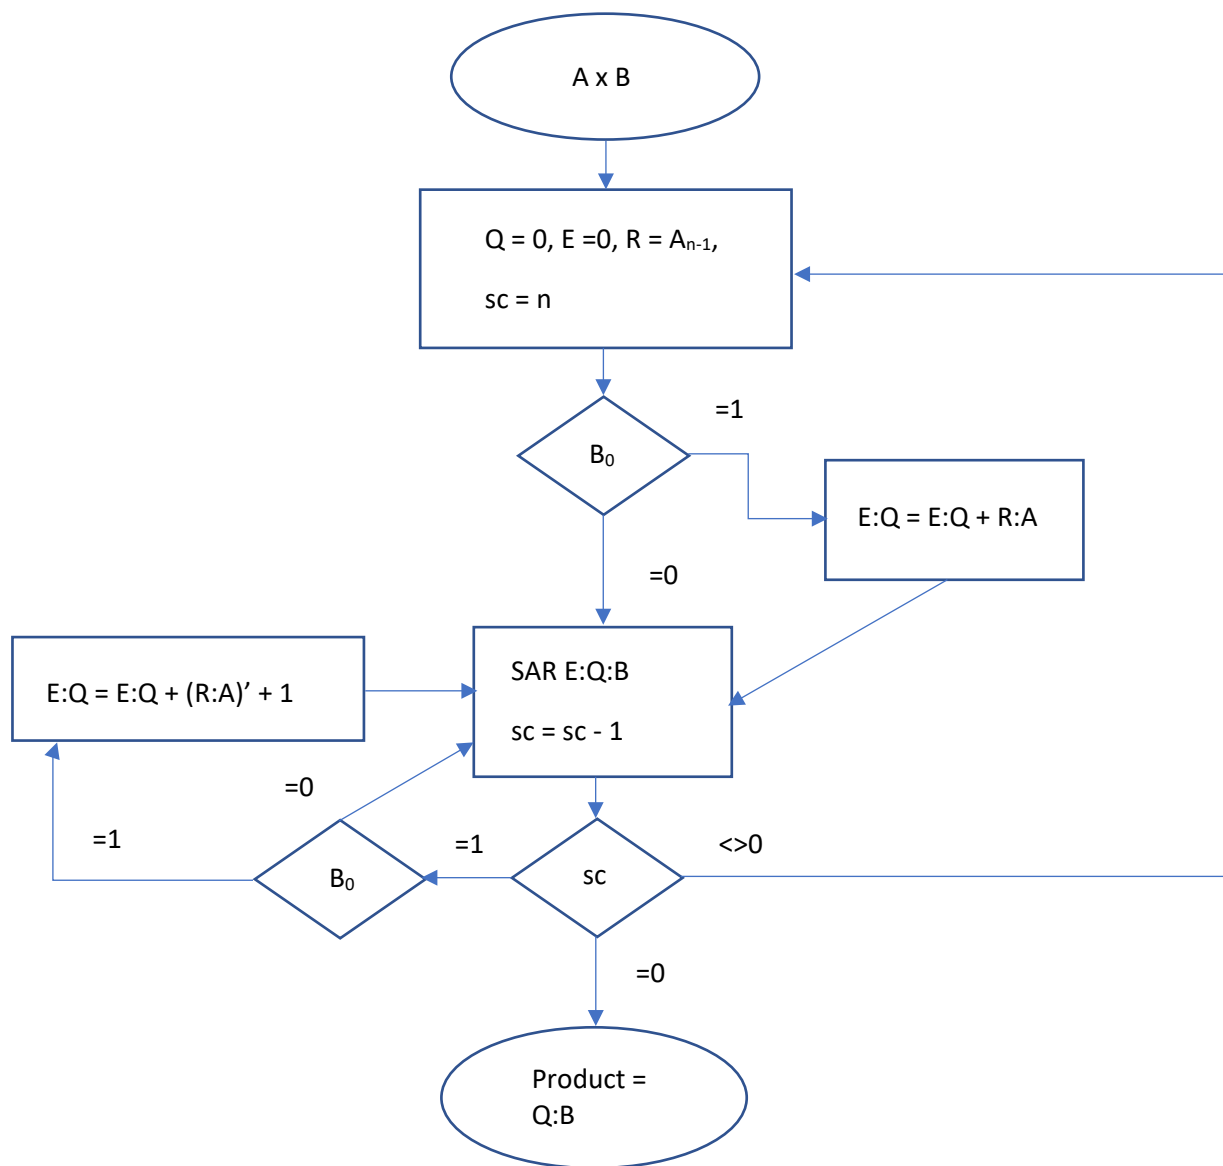 A x B
Q = 0, E =0, R = Aₙ₋₁,
sc = n
=1
B₀
E:Q = E:Q + R:A
=0
SAR E:Q:B
E:Q = E:Q + (R:A)’ + 1
sc = sc - 1
=0
=1
=1
<>0
B₀
sc
=0
Product =
Q:B